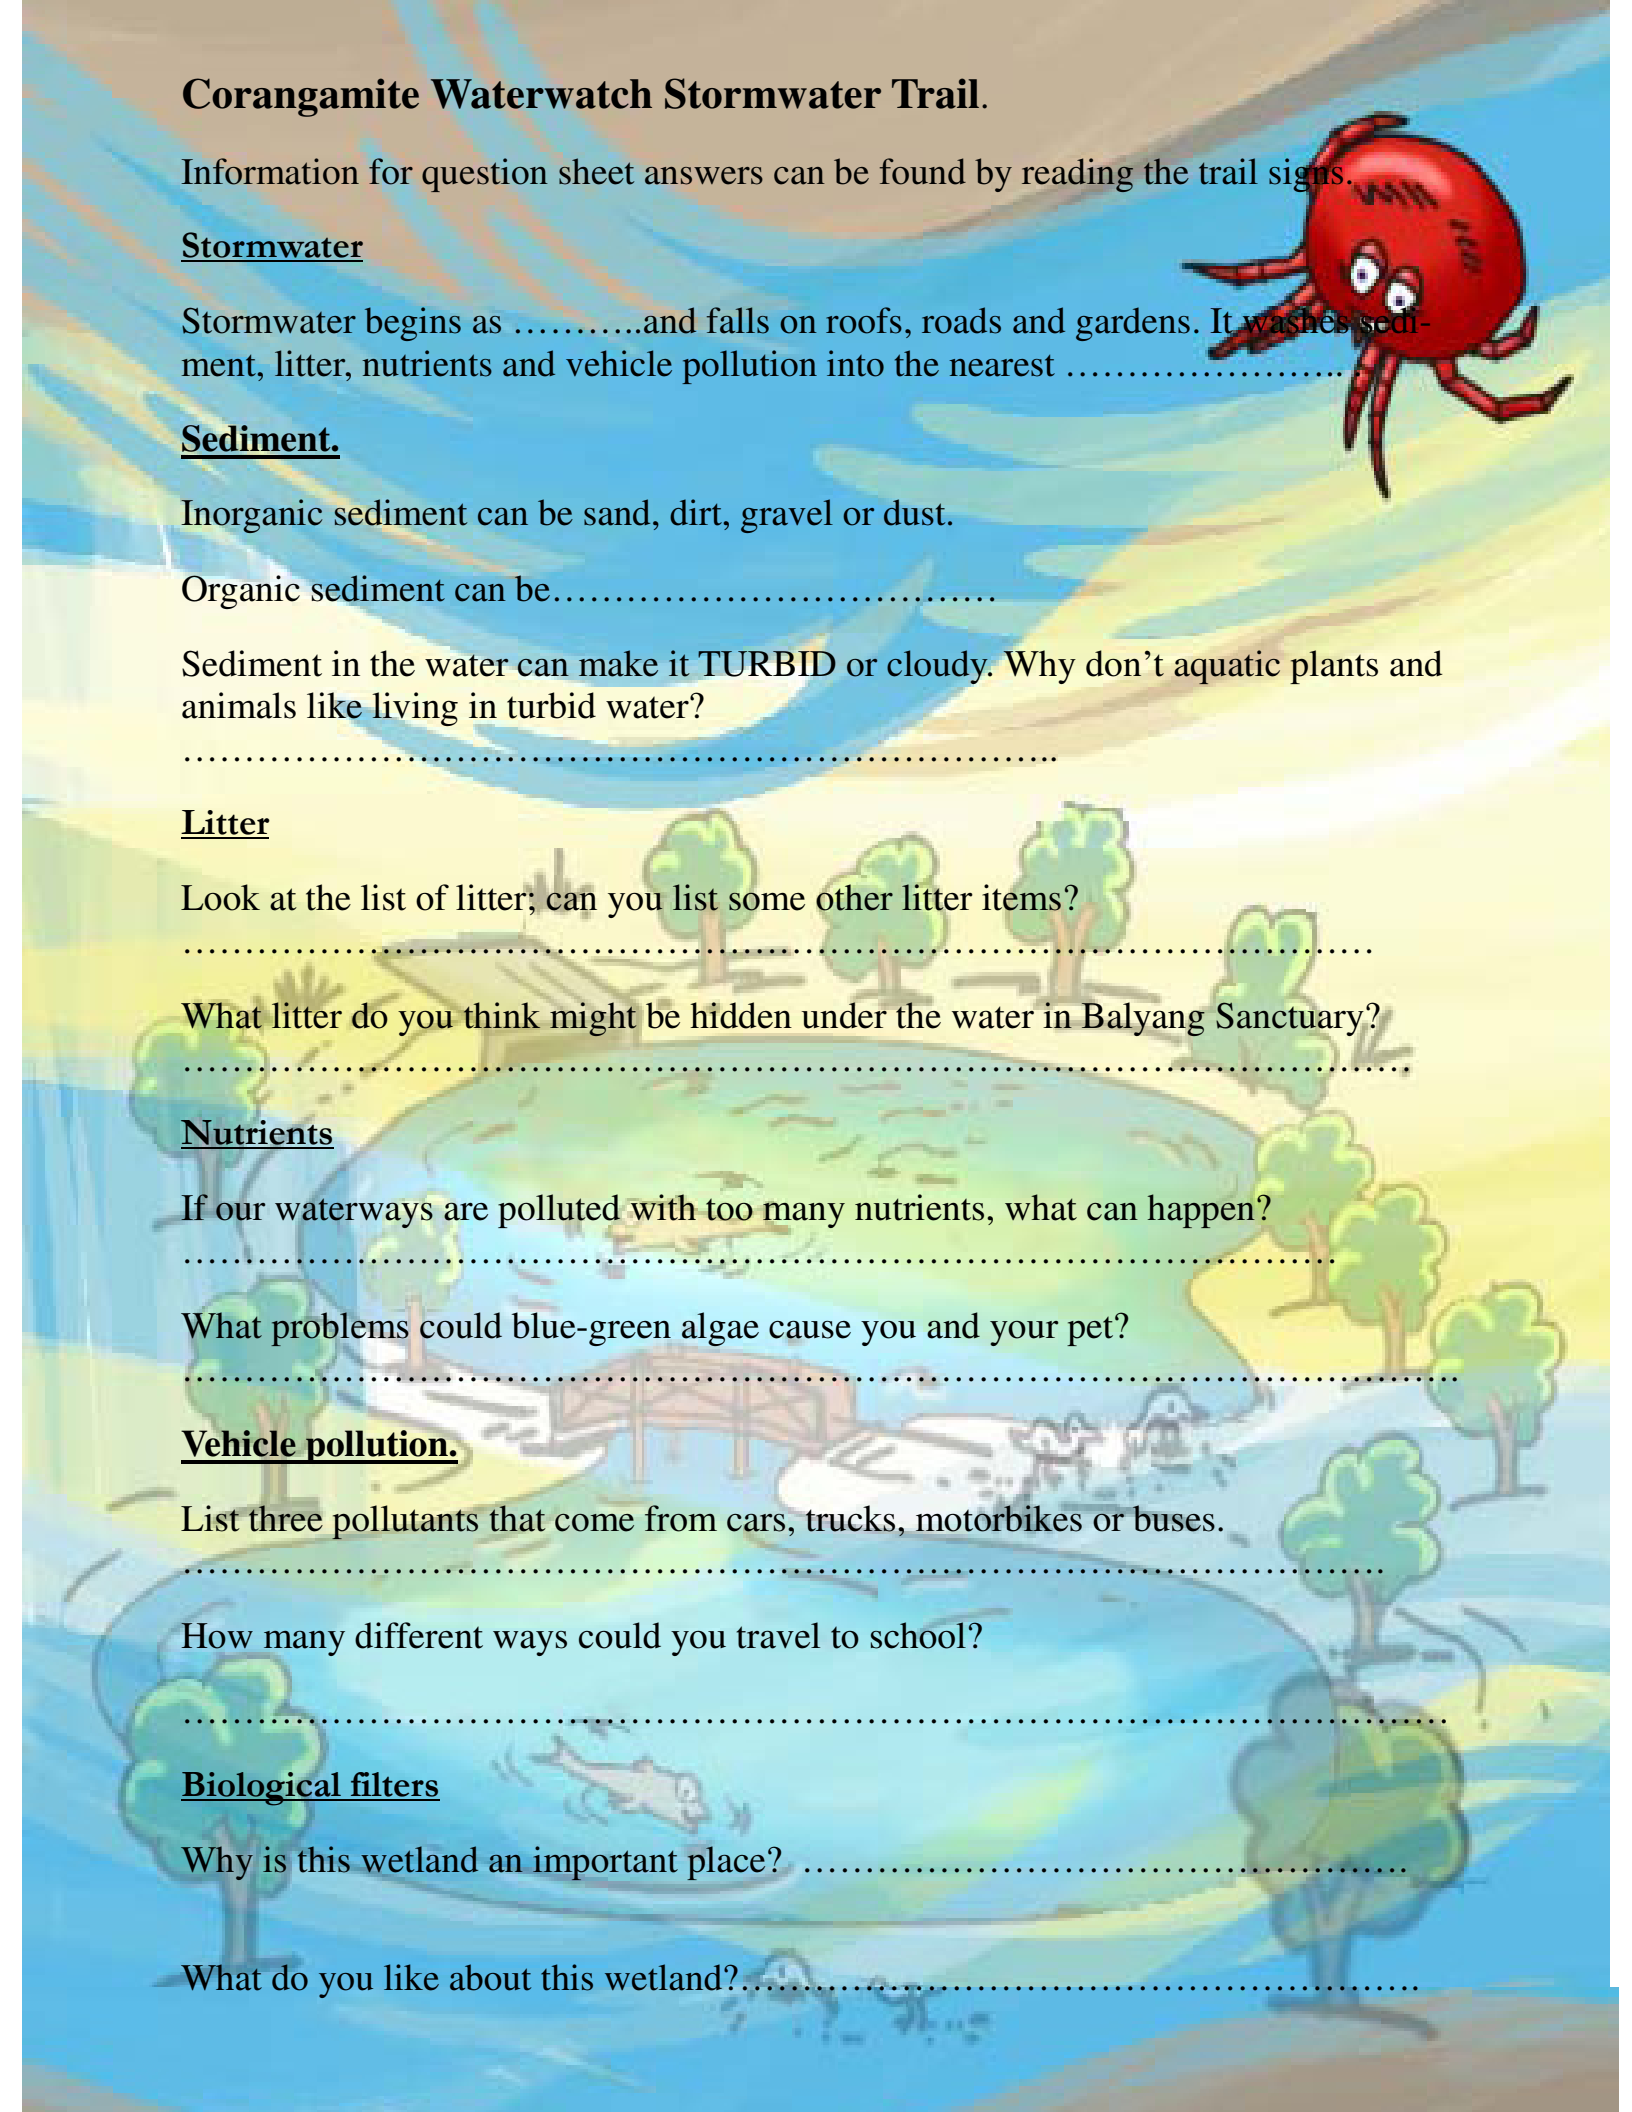 Corangamite Waterwatch Stormwater Trail.
Information for question sheet answers can be found by reading the trail signs.
Stormwater
Stormwater begins as ………..and falls on roofs, roads and gardens. It washes sedi-
ment, litter, nutrients and vehicle pollution into the nearest …………………..
Sediment.
Inorganic sediment can be sand, dirt, gravel or dust.
Organic sediment can be………………………………
Sediment in the water can make it TURBID or cloudy. Why don’t aquatic plants and
animals like living in turbid water?
……………………………………………………………..
Litter
Look at the list of litter; can you list some other litter items?
……………………………………………………………………………………
What litter do you think might be hidden under the water in Balyang Sanctuary?
………………………………………………………………………………………
Nutrients
If our waterways are polluted with too many nutrients, what can happen?
…………………………………………………………………………………
What problems could blue-green algae cause you and your pet?
………………………………………………………………………………………….
Vehicle pollution.
List three pollutants that come from cars, trucks, motorbikes or buses.
……………………………………………………………………………………
How many different ways could you travel to school?
…………………………………………………………………………………………
Biological filters
Why is this wetland an important place? ………………………………………….
What do you like about this wetland?……………………………………………….